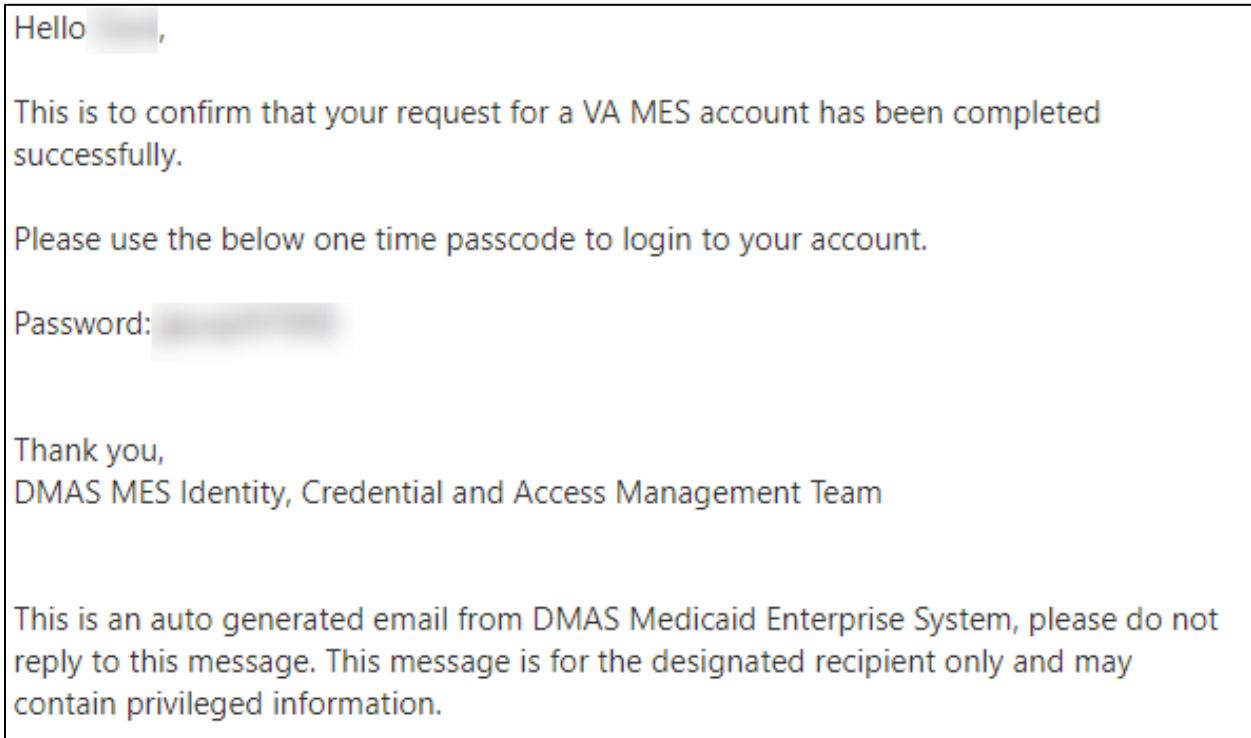 Hello ,
This is to confirm that your request for a VA MES account has been completed
successfully.
Please use the below one time passcode to login to your account.
Password:
Thank you,
DMAS MES Identity, Credential and Access Management Team
This is an auto generated email from DMAS Medicaid Enterprise System, please do not
reply to this message. This message is for the designated recipient only and may
contain privileged information.